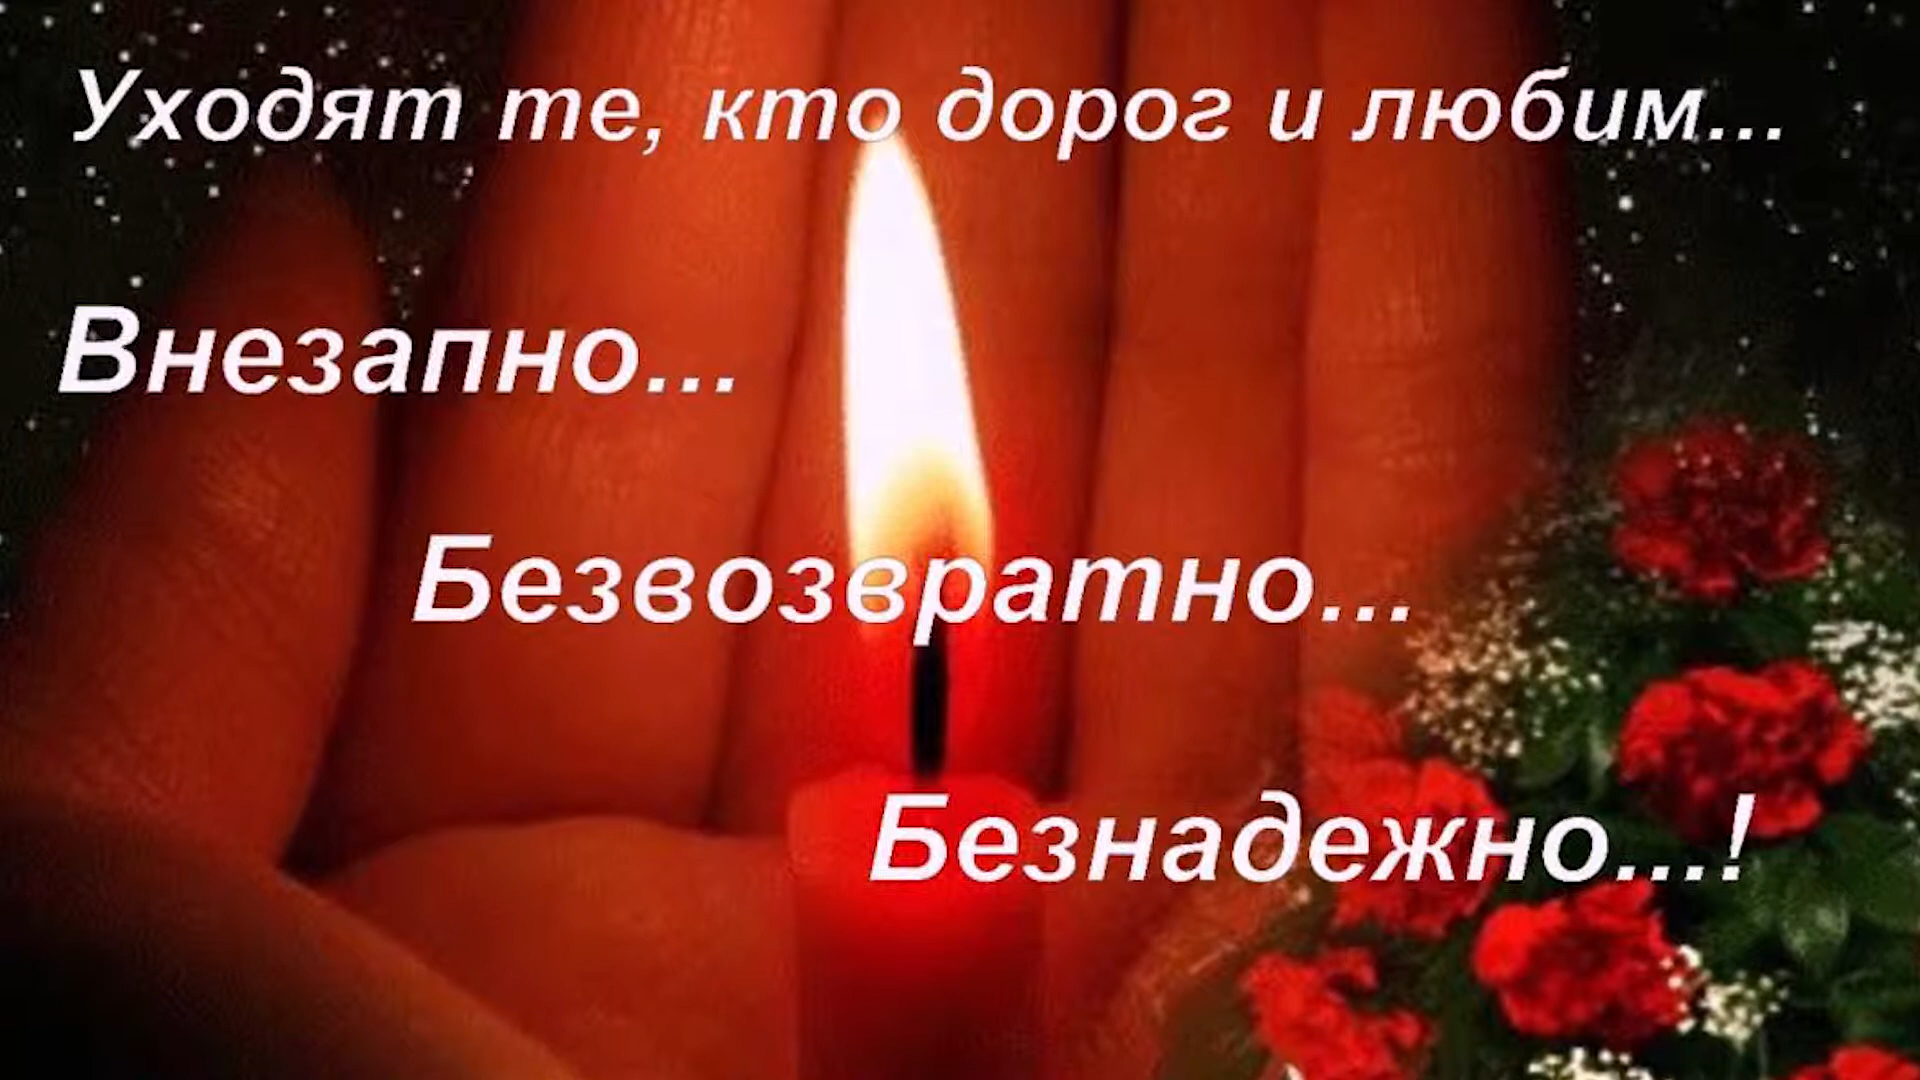 Уходят те, кто дорог и любим...
Внезапно...
Безвозвратно...
Безнадежно...!